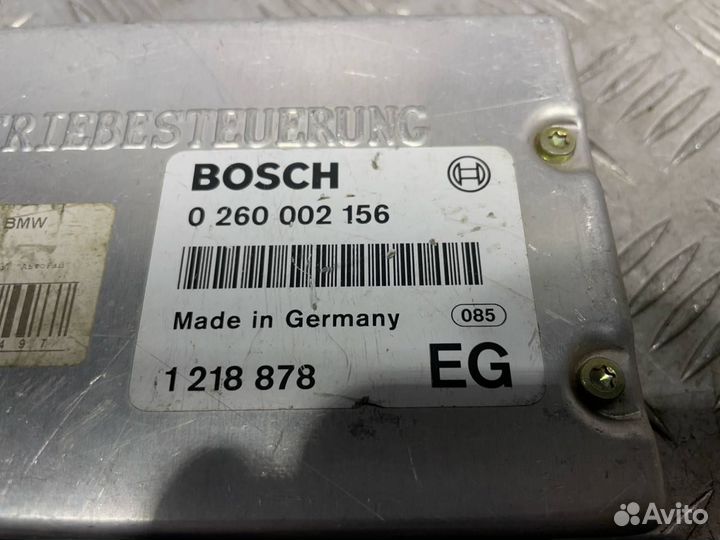 RIEBESTEUERUNG
BOSCH
0 260 002 156
BMW
Made in Germany
085
1 218 878
EG
Avito